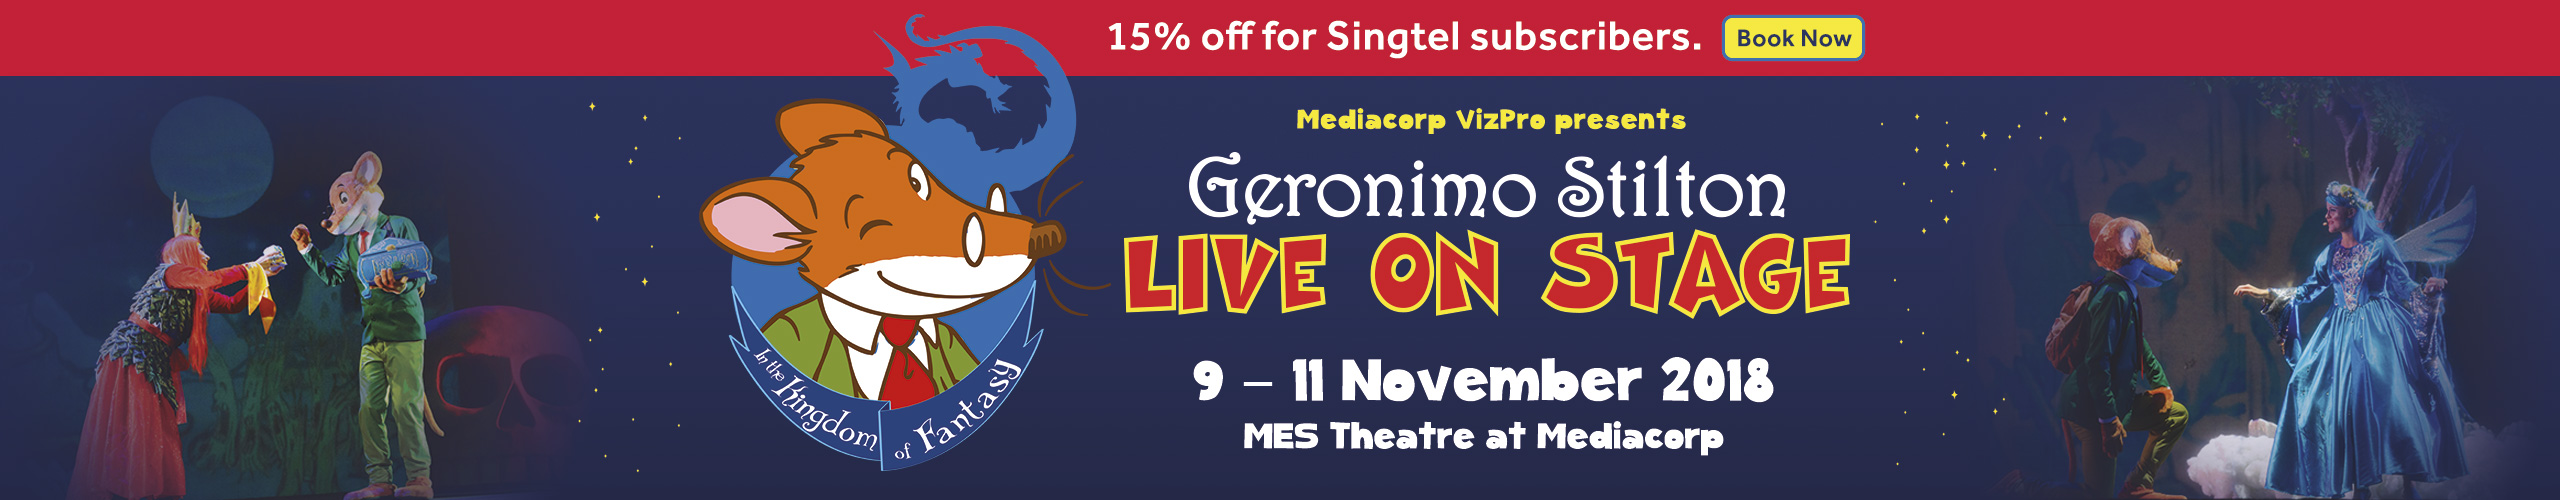 15% off for Singtel subscribers.
Book Now
Mediacorp VizPro presents
Geronimo Stilton
LIVE ON STAGE
9 – 11 November 2018
MES Theatre at Mediacorp
In the Kingdom of Fantasy